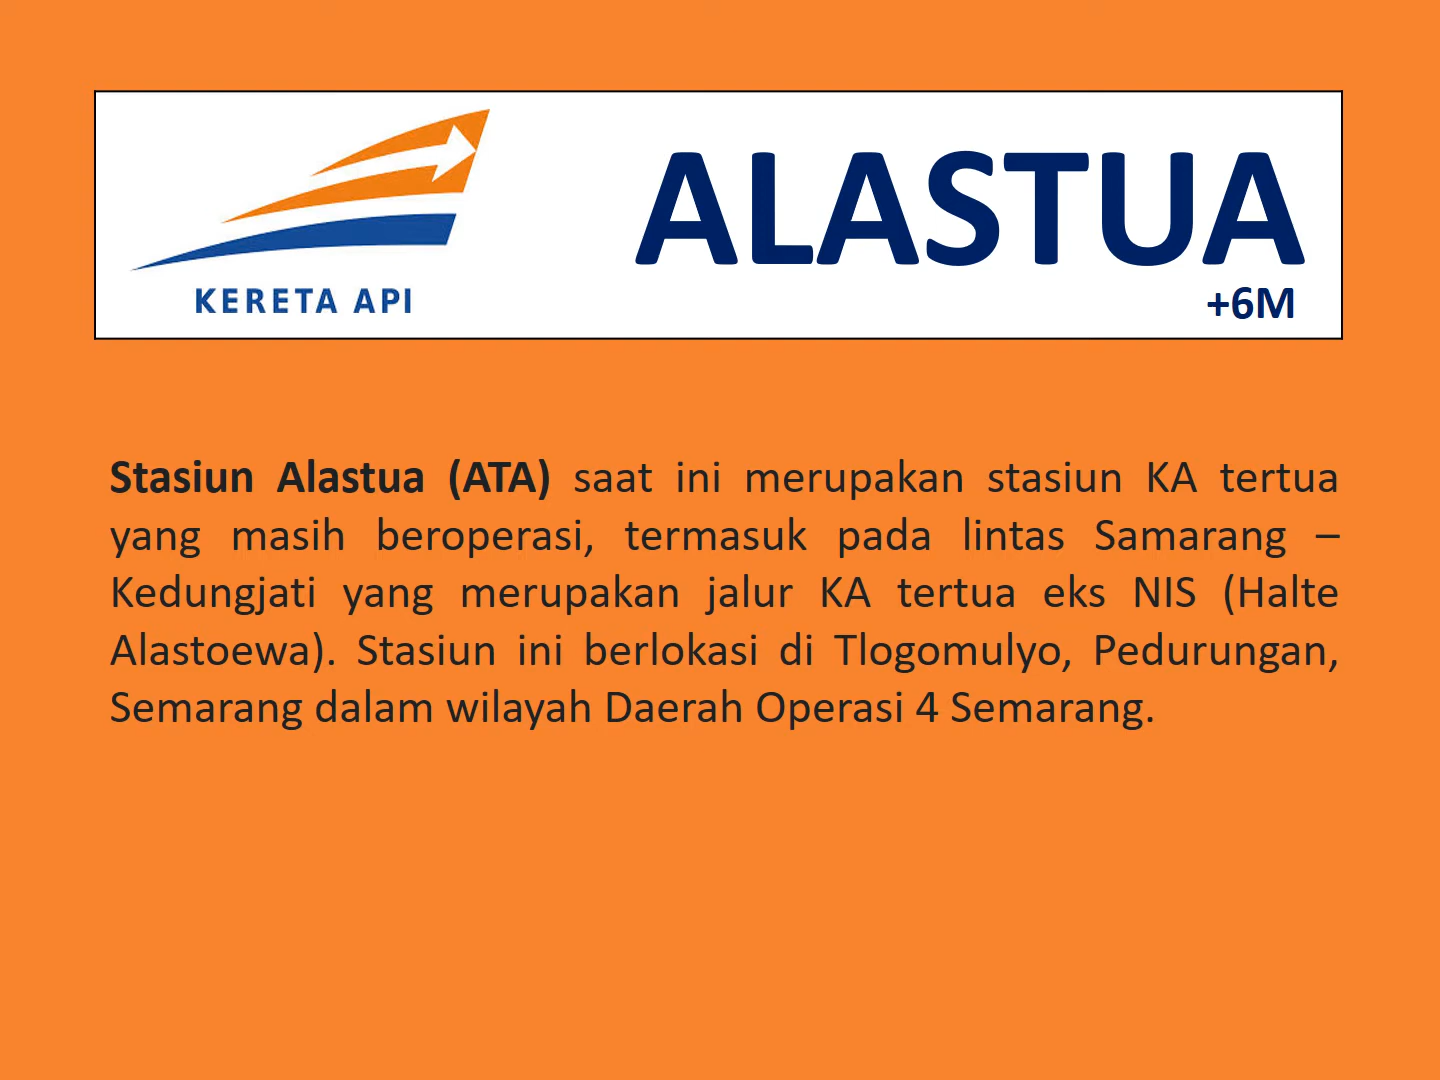 KERETA API
ALASTUA
+6M
Stasiun Alastua (ATA) saat ini merupakan stasiun KA tertua
yang masih beroperasi, termasuk pada lintas Samarang –
Kedungjati yang merupakan jalur KA tertua eks NIS (Halte
Alastoewa). Stasiun ini berlokasi di Tlogomulyo, Pedurungan,
Semarang dalam wilayah Daerah Operasi 4 Semarang.